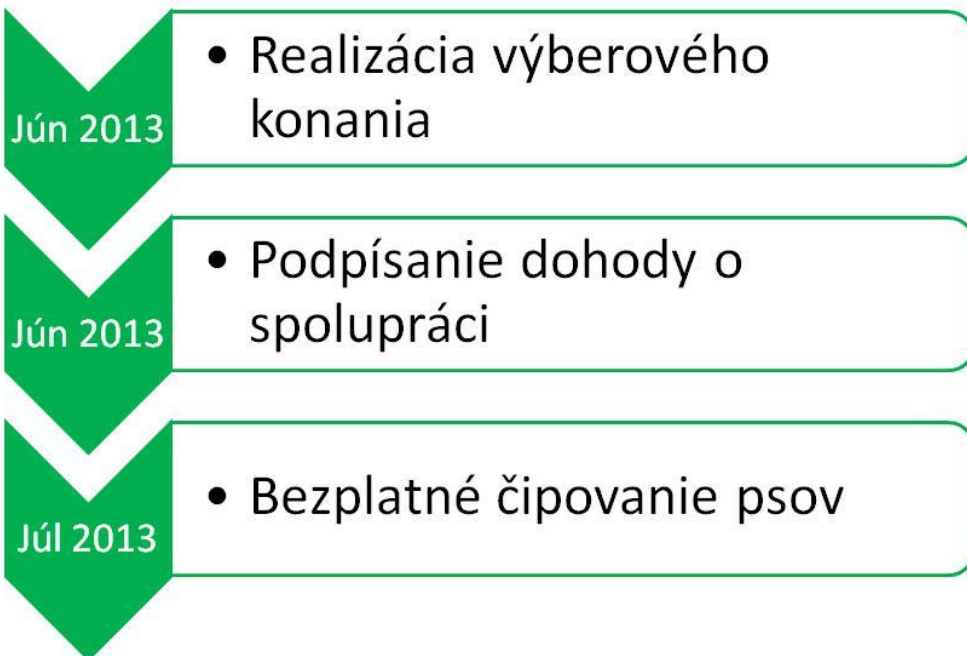 Jún 2013
• Realizácia výberového
konania
Jún 2013
• Podpísanie dohody o
spolupráci
Júl 2013
• Bezplatné čipovanie psov